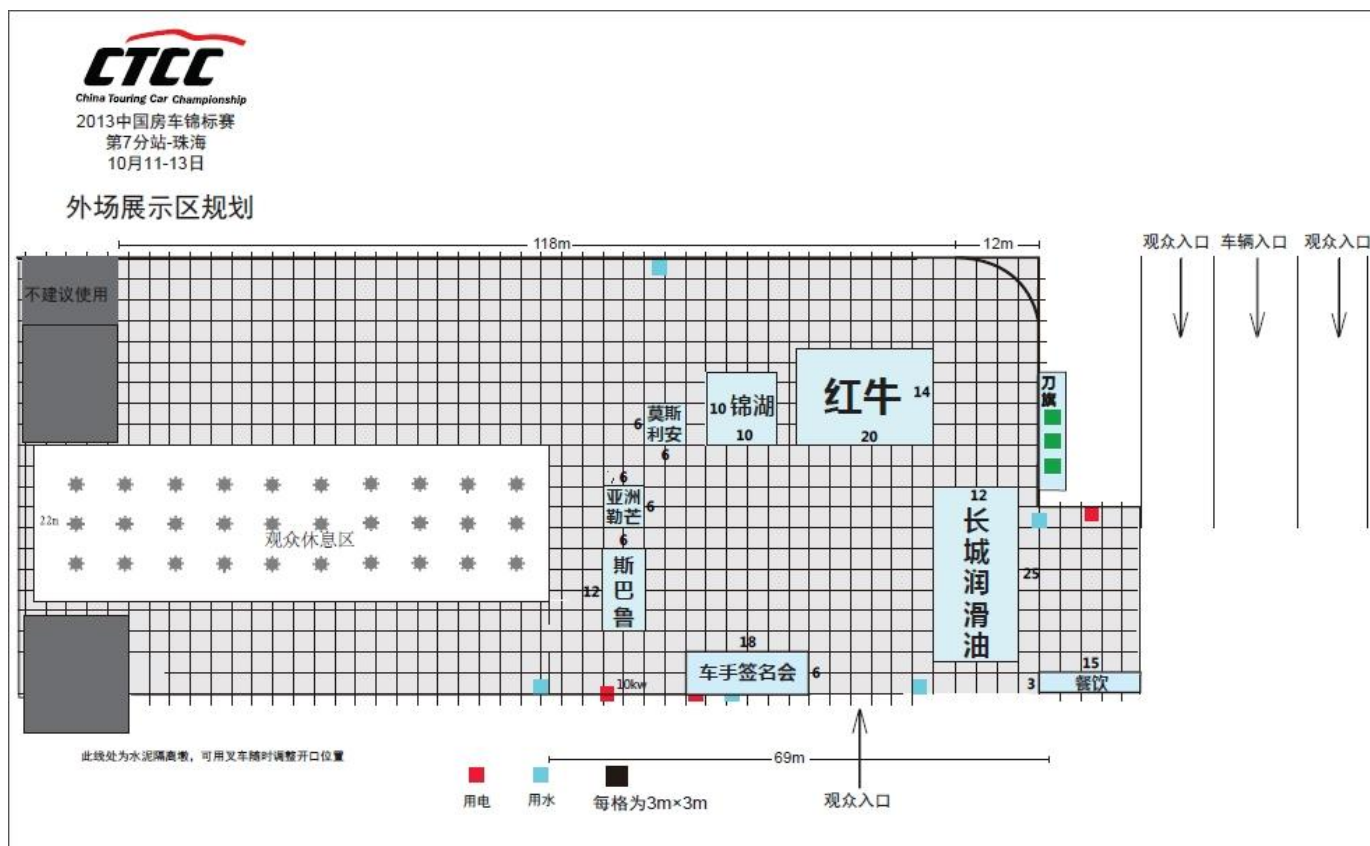 CTCC
China Touring Car Championship
2013中国房车锦标赛
第7分站-珠海
10月11-13日
外场展示区规划
118m
12m
观众入口
车辆入口
观众入口
不建议使用
红牛
14
20
10
锦湖
10
刀
旗
莫斯
利安
6
6
6
亚洲
勒芒
6
22m
观众休息区
12
长
城
润
滑
油
25
6
斯
巴
鲁
12
18
车手签名会
6
10kw
15
3
餐饮
此线处为水泥隔离墩，可用叉车随时调整开口位置
69m
用电
用水
每格为3m×3m
观众入口